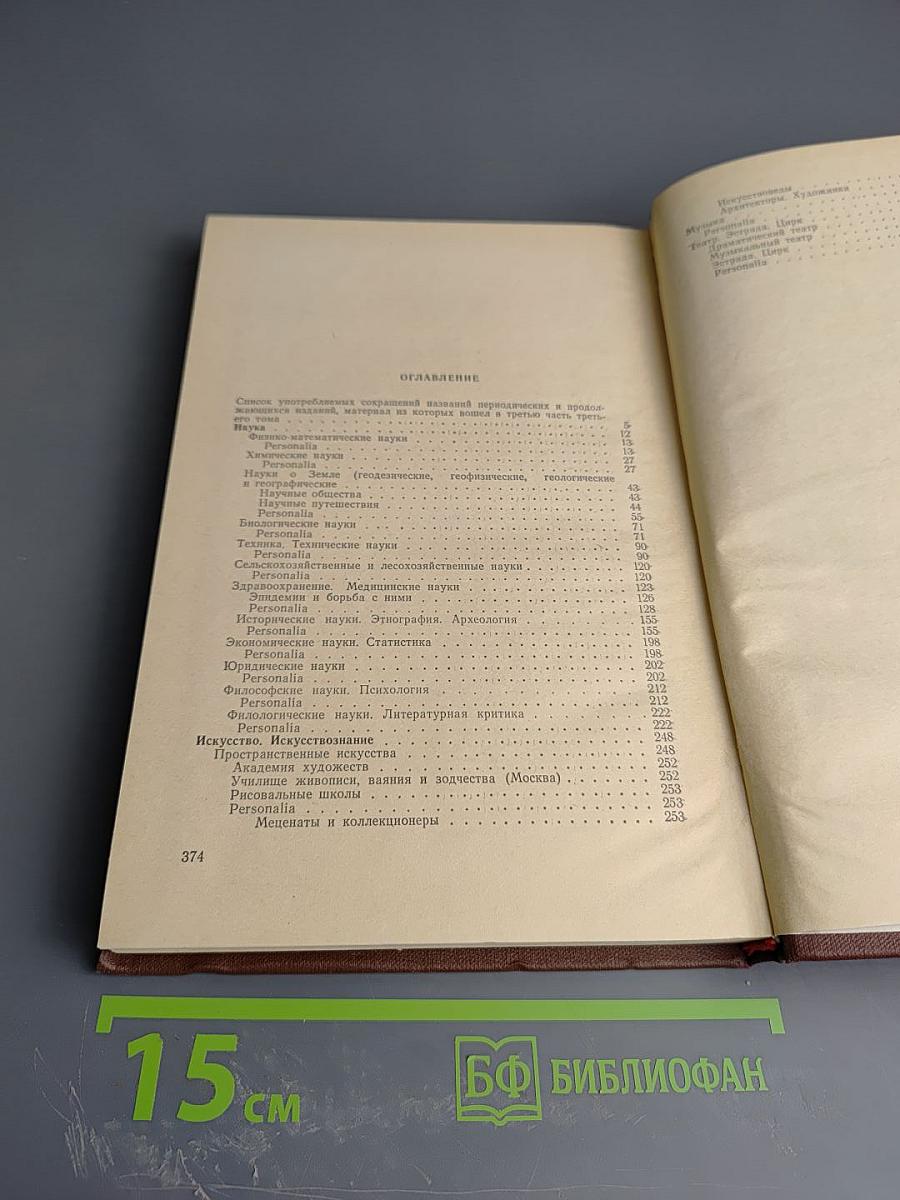 ОГЛАВЛЕНИЕ
Список употребляемых сокращений названий периодических и продол-
жающихся изданий, материал из которых вошел в третью часть треть-
его тома . . . . . . . . . . 5
Наука . . . . . . . . . . 12
Физико-математические науки . . . . . . . . . . 13
Personalia . . . . . . . . . . 13
Химические науки . . . . . . . . . . 27
Personalia . . . . . . . . . . 27
Науки о Земле (геодезические, геофизические, геологические
и географические . . . . . . . . . . 43
Научные общества . . . . . . . . . . 43
Научные путешествия . . . . . . . . . . 44
Personalia . . . . . . . . . . 55
Биологические науки . . . . . . . . . . 71
Personalia . . . . . . . . . . 71
Техника. Технические науки . . . . . . . . . . 90
Personalia . . . . . . . . . . 90
Сельскохозяйственные и лесохозяйственные науки . . . . . . . . . . 120
Personalia . . . . . . . . . . 120
Здравоохранение. Медицинские науки . . . . . . . . . . 123
Эпидемии и борьба с ними . . . . . . . . . . 126
Personalia . . . . . . . . . . 128
Исторические науки. Этнография. Археология . . . . . . . . . . 155
Personalia . . . . . . . . . . 155
Экономические науки. Статистика . . . . . . . . . . 198
Personalia . . . . . . . . . . 198
Юридические науки . . . . . . . . . . 202
Personalia . . . . . . . . . . 202
Философские науки. Психология . . . . . . . . . . 212
Personalia . . . . . . . . . . 212
Филологические науки. Литературная критика . . . . . . . . . . 222
Personalia . . . . . . . . . . 222
Искусство. Искусствознание . . . . . . . . . . 248
Пространственные искусства . . . . . . . . . . 248
Академия художеств . . . . . . . . . . 252
Училище живописи, ваяния и зодчества (Москва) . . . . . . 252
Рисовальные школы . . . . . . . . . . 253
Personalia . . . . . . . . . . 253
Меценаты и коллекционеры . . . . . . . . . . 253
374
Искусствоведы . . . . .
Архитекторы. Художники . . . . .
Музыка . . . . .
Personalia . . . . .
Театр. Эстрада. Цирк . . . . .
Драматический театр . . . . .
Музыкальный театр . . . . .
Эстрада. Цирк . . . . .
Personalia . . . . .
15 см
БФ БИБЛИОФАН